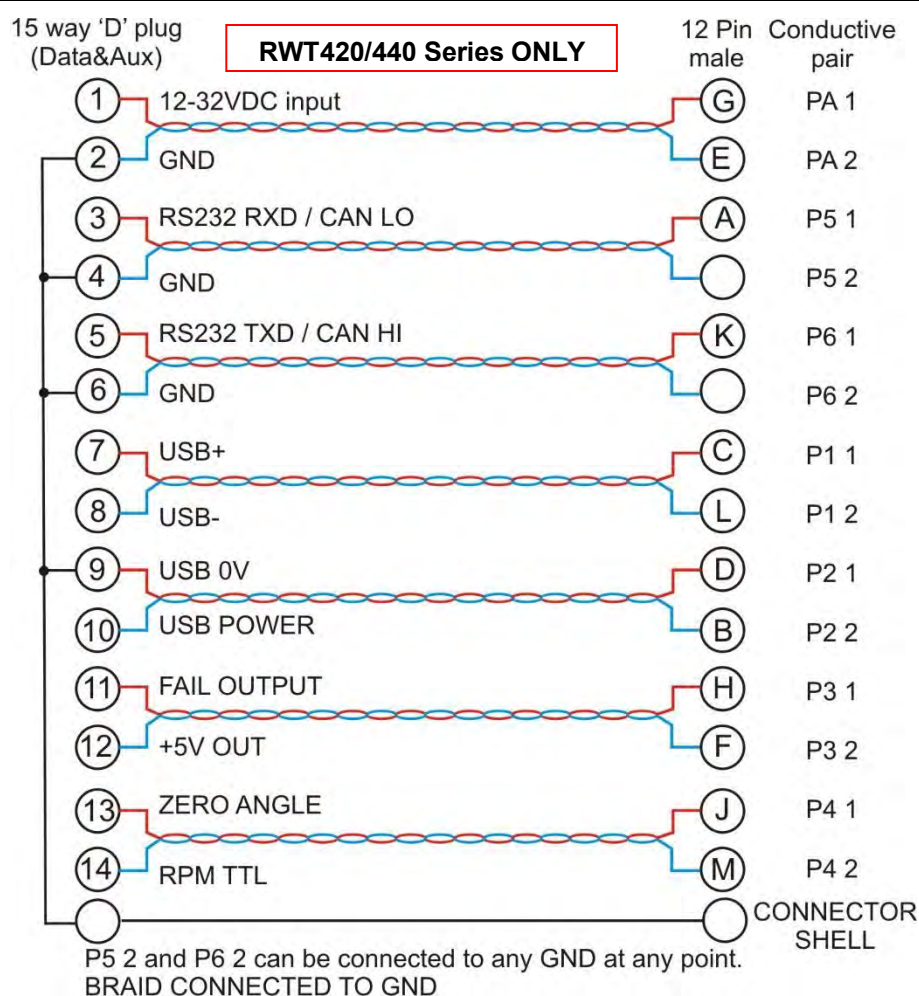 15 way ‘D’ plug
(Data&Aux)
RWT420/440 Series ONLY
12 Pin
male
Conductive
pair
1 12-32VDC input G PA 1
2 GND E PA 2
3 RS232 RXD / CAN LO A P5 1
4 GND P5 2
5 RS232 TXD / CAN HI K P6 1
6 GND P6 2
7 USB+ C P1 1
8 USB- L P1 2
9 USB 0V D P2 1
10 USB POWER B P2 2
11 FAIL OUTPUT H P3 1
12 +5V OUT F P3 2
13 ZERO ANGLE J P4 1
14 RPM TTL M P4 2
CONNECTOR
SHELL
P5 2 and P6 2 can be connected to any GND at any point.
BRAID CONNECTED TO GND